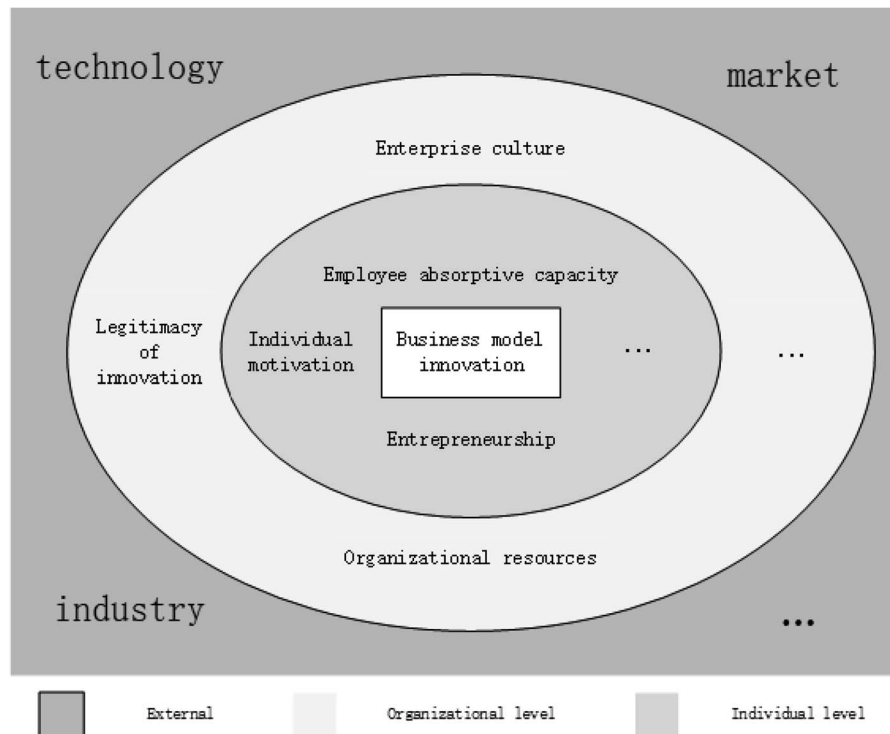 technology
market
Enterprise culture
Employee absorptive capacity
Legitimacy
of
innovation
Individual
motivation
Business model
innovation
...
...
Entrepreneurship
Organizational resources
industry
...
External
Organizational level
Individual level